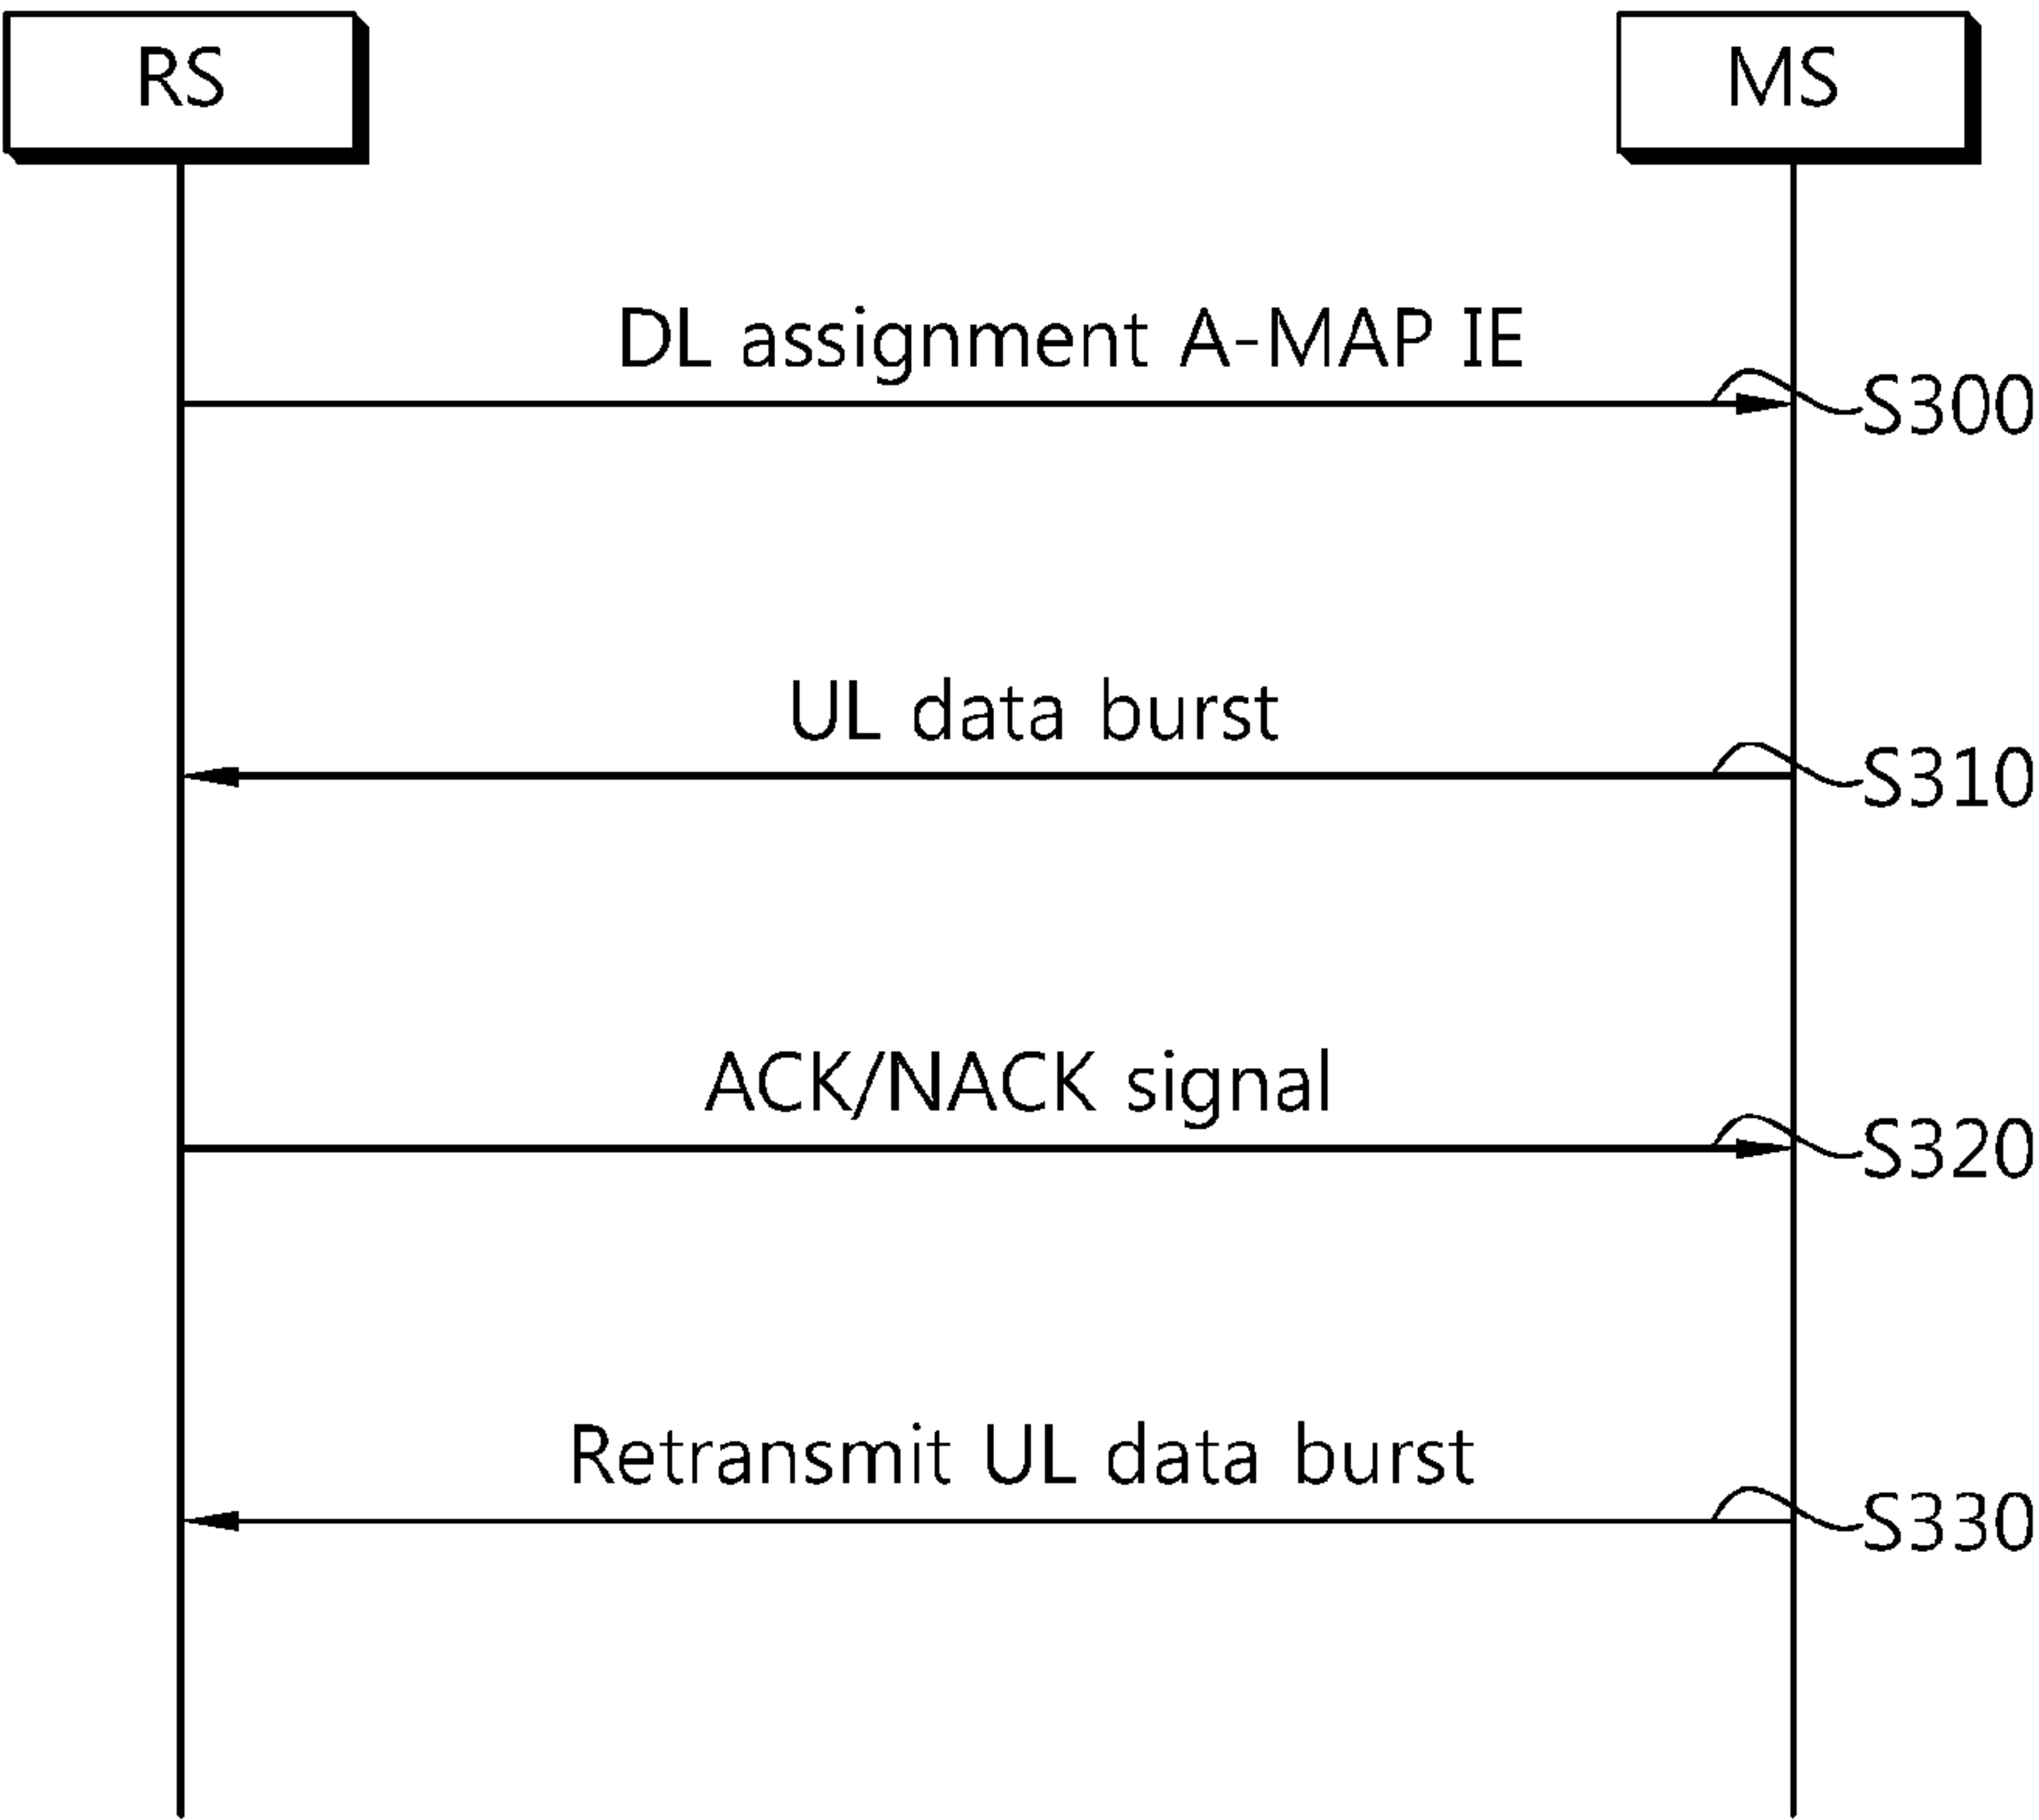 RS
MS
DL assignment A-MAP IE
S300
UL data burst
S310
ACK/NACK signal
S320
Retransmit UL data burst
S330